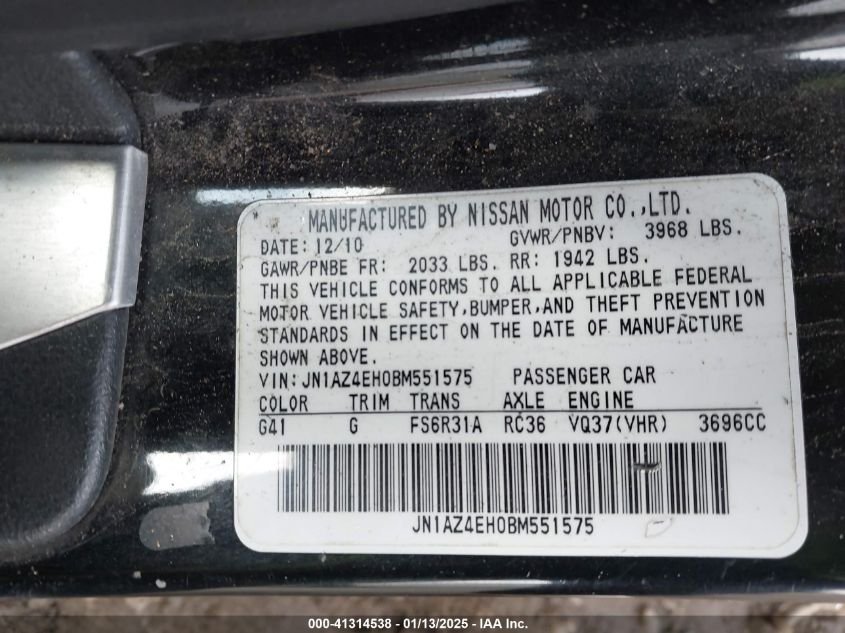 MANUFACTURED BY NISSAN MOTOR CO.,LTD.
DATE: 12/10 GVWR/PNBV: 3968 LBS.
GAWR/PNBE FR: 2033 LBS. RR: 1942 LBS.
THIS VEHICLE CONFORMS TO ALL APPLICABLE FEDERAL
MOTOR VEHICLE SAFETY,BUMPER,AND THEFT PREVENTION
STANDARDS IN EFFECT ON THE DATE OF MANUFACTURE
SHOWN ABOVE.
VIN:JN1AZ4EH0BM551575 PASSENGER CAR
COLOR TRIM TRANS AXLE ENGINE
G41 G FS6R31A RC36 VQ37(VHR) 3696CC
JN1AZ4EH0BM551575
000-41314538 — 01/13/2025 — IAA Inc.